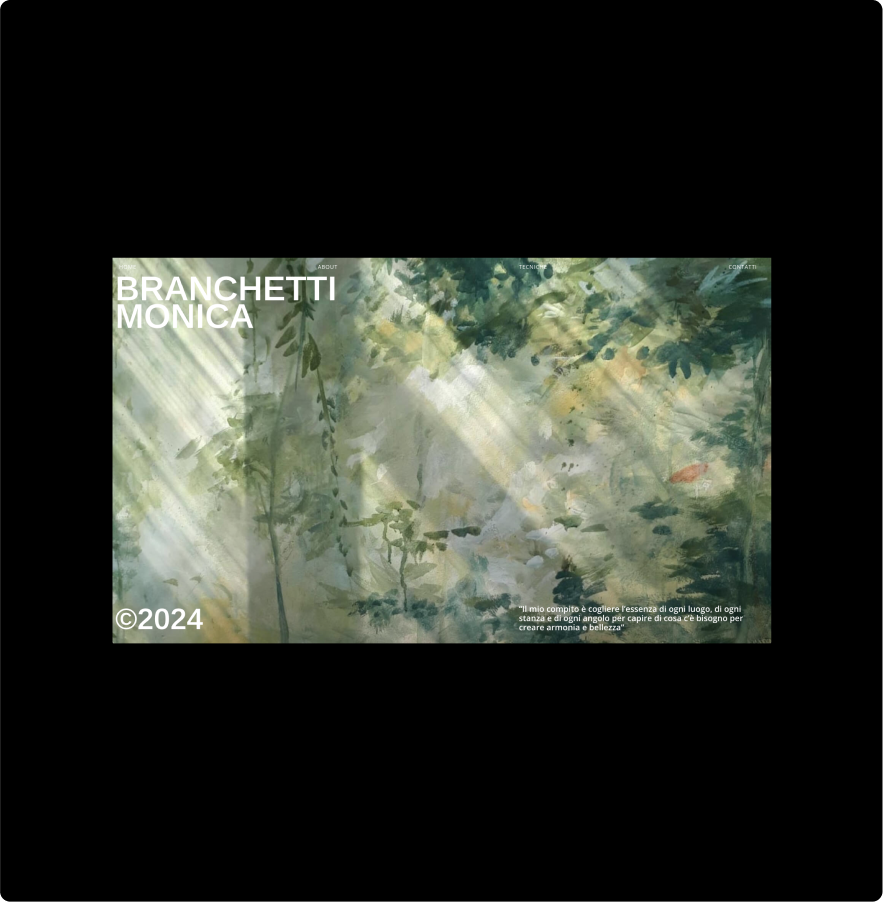 HOME
ABOUT
TECNICHE
CONTATTI
BRANCHETTI
MONICA
©2024
"Il mio compito è cogliere l'essenza di ogni luogo, di ogni
stanza e di ogni angolo per capire di cosa c'è bisogno per
creare armonia e bellezza"